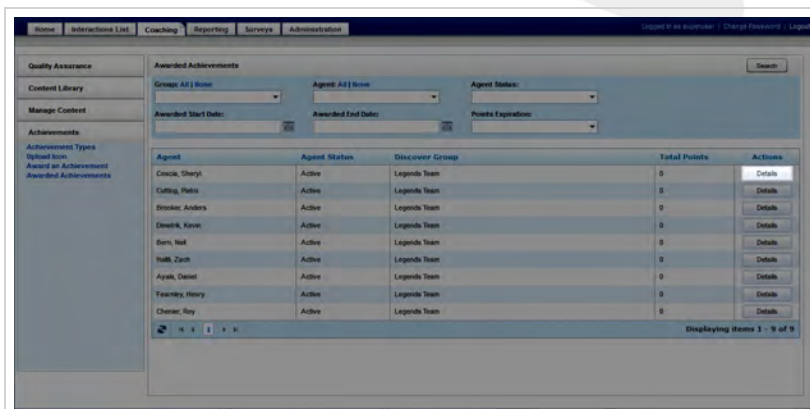 Home Interactions List Coaching Reporting Surveys Administration
Logged in as superuser | Change Password | Logout
Quality Assurance
Content Library
Manage Content
Achievements
Achievement Types
Upload Icon
Award an Achievement
Awarded Achievements
Awarded Achievements Search
Group: All | None Agent: All | None Agent Status:
Awarded Start Date: Awarded End Date: Points Expiration:
Agent Agent Status Discover Group Total Points Actions
Sheryl Active Legends Team 0 Details
Cutting, Active Legends Team 0 Details
Brooker, Anders Active Legends Team 0 Details
Kevin Active Legends Team 0 Details
Neil Active Legends Team 0 Details
Zach Active Legends Team 0 Details
Ayala, Daniel Active Legends Team 0 Details
Fearnley, Henry Active Legends Team 0 Details
Chenier, Roy Active Legends Team 0 Details
1 Displaying items 1 - 9 of 9